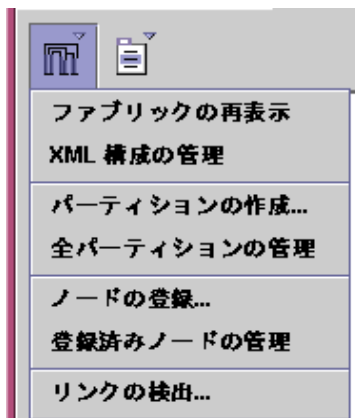 ファブリックの再表示
XML 構成の管理
パーティションの作成...
全パーティションの管理
ノードの登録...
登録済みノードの管理
リンクの検出...